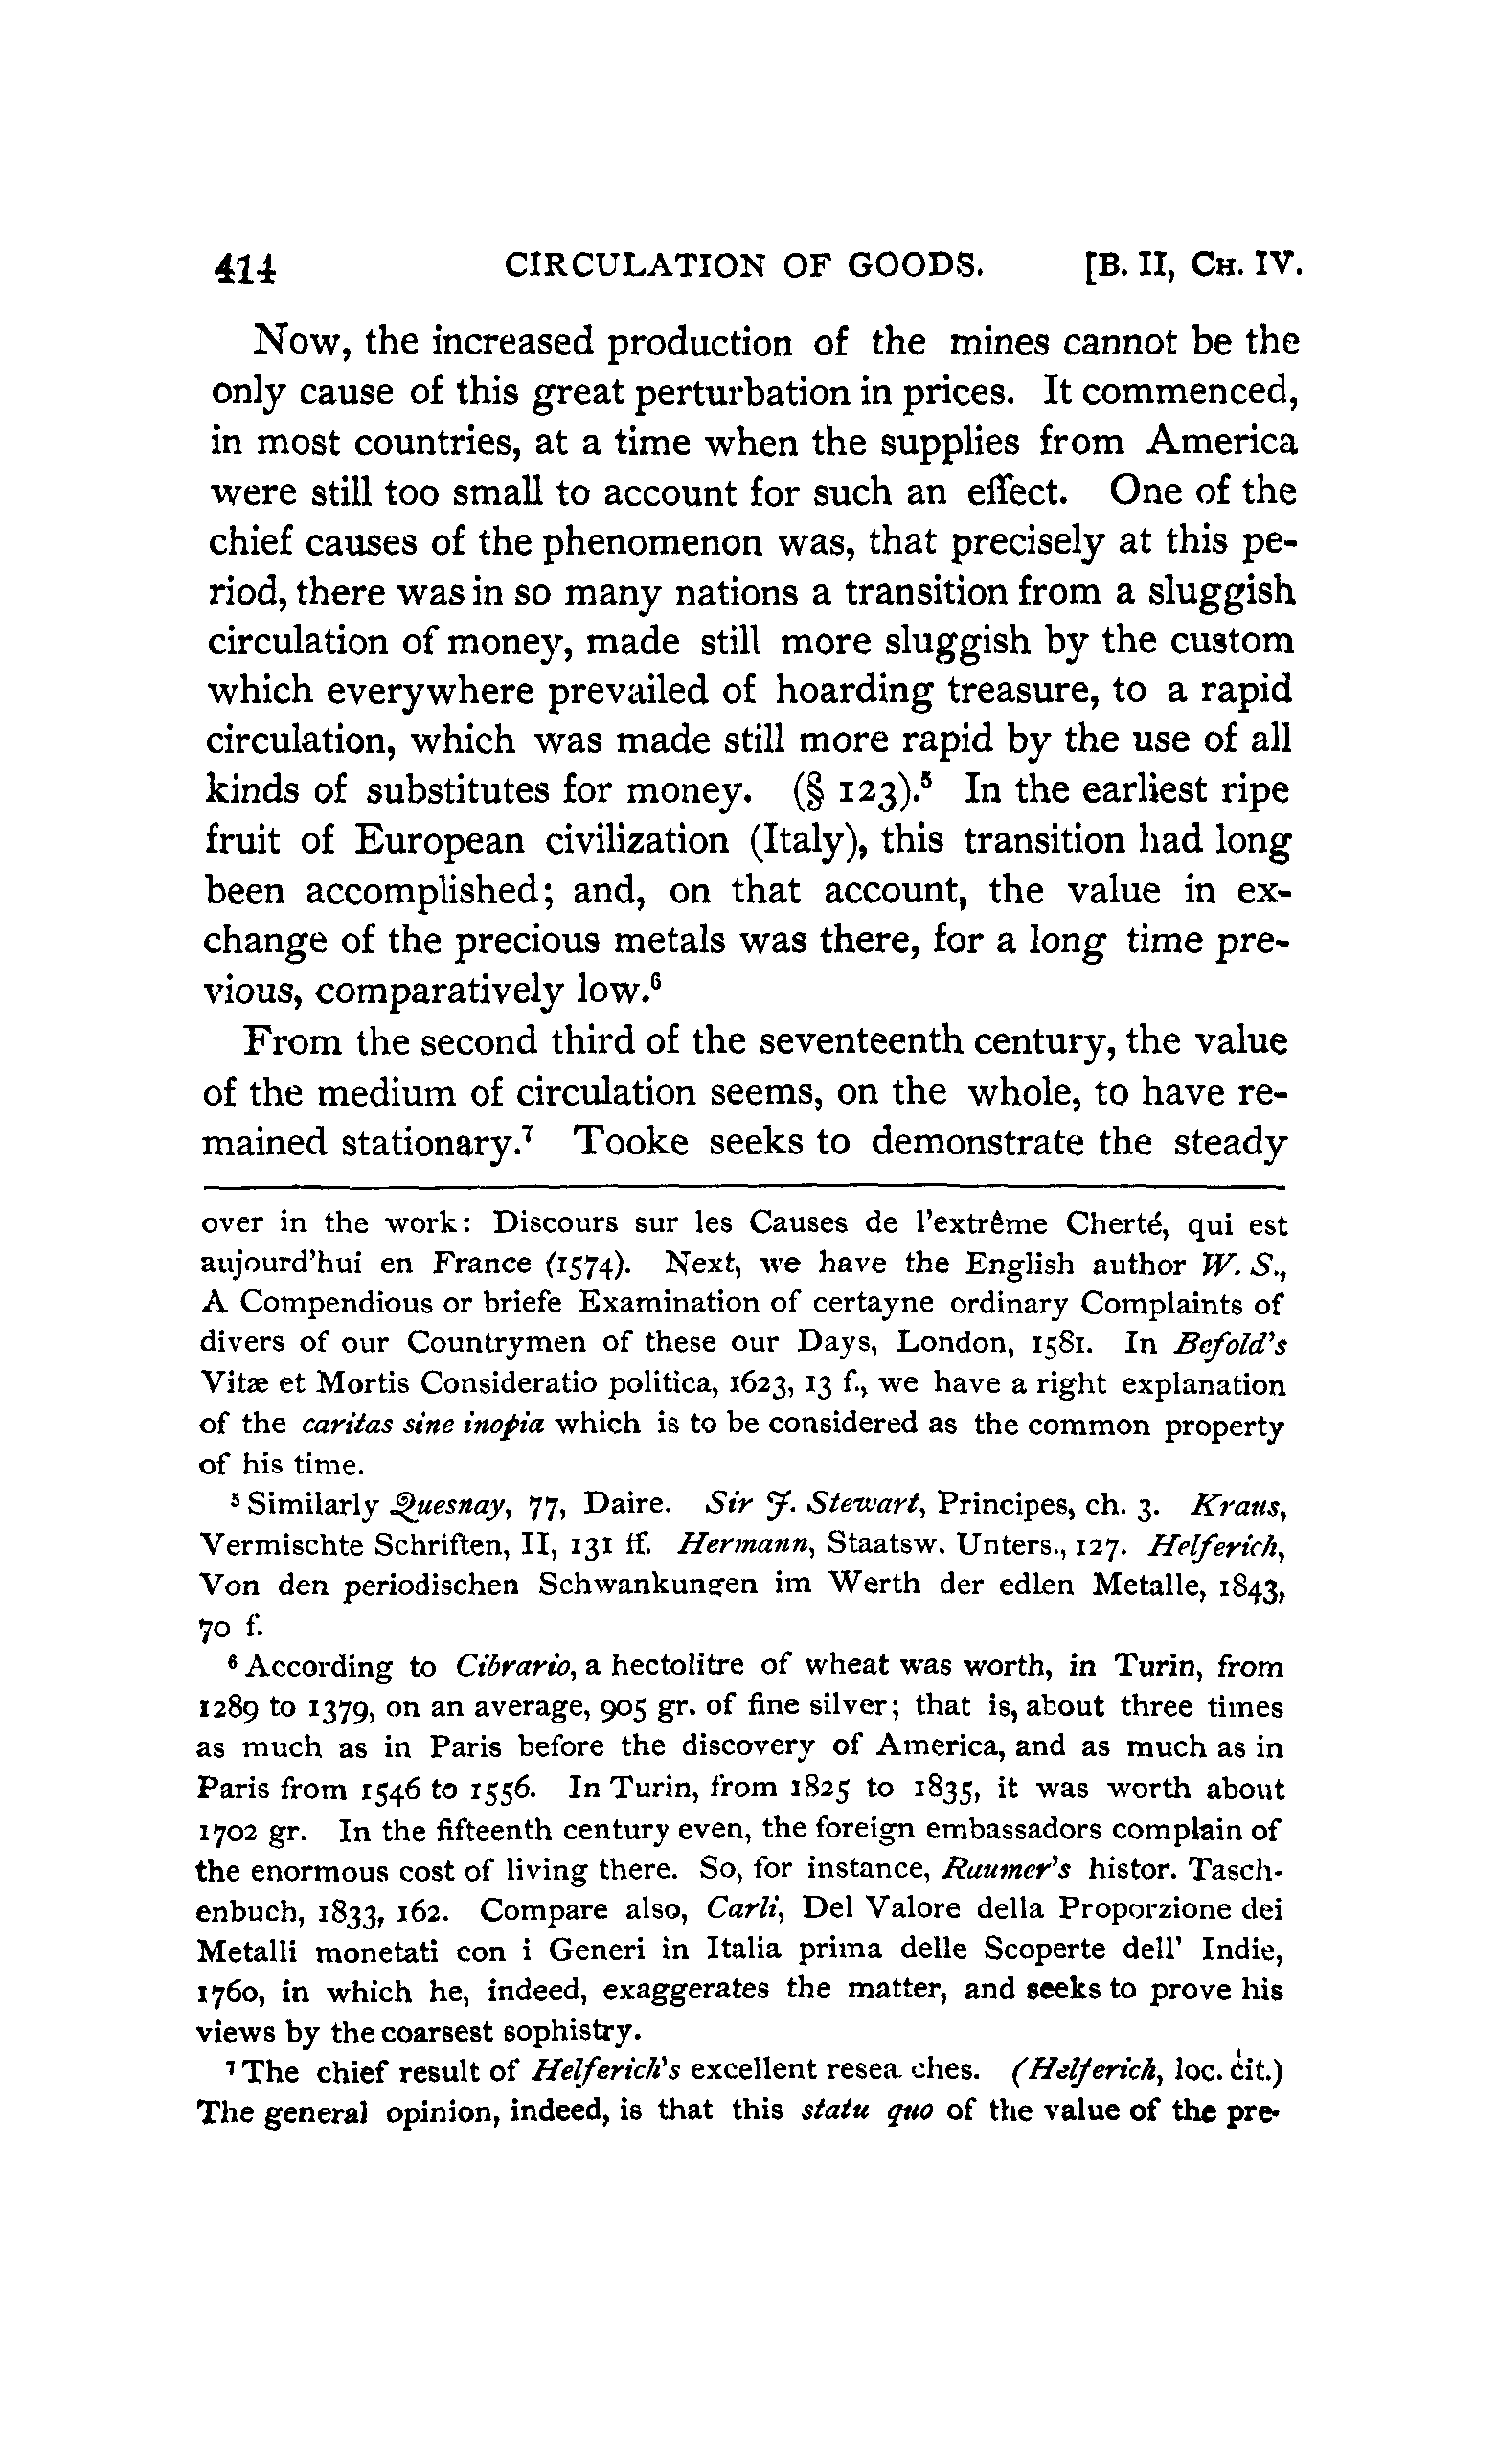 414 CIRCULATION OF GOODS. [B. II, CH. IV.
Now, the increased production of the mines cannot be the
only cause of this great perturbation in prices. It commenced,
in most countries, at a time when the supplies from America
were still too small to account for such an effect. One of the
chief causes of the phenomenon was, that precisely at this pe-
riod, there was in so many nations a transition from a sluggish
circulation of money, made still more sluggish by the custom
which everywhere prevailed of hoarding treasure, to a rapid
circulation, which was made still more rapid by the use of all
kinds of substitutes for money. (§ 123).⁵ In the earliest ripe
fruit of European civilization (Italy), this transition had long
been accomplished; and, on that account, the value in ex-
change of the precious metals was there, for a long time pre-
vious, comparatively low.⁶
From the second third of the seventeenth century, the value
of the medium of circulation seems, on the whole, to have re-
mained stationary.⁷ Tooke seeks to demonstrate the steady
over in the work: Discours sur les Causes de l'extrême Cherté, qui est
aujourd'hui en France (1574). Next, we have the English author W. S.,
A Compendious or briefe Examination of certayne ordinary Complaints of
divers of our Countrymen of these our Days, London, 1581. In Befold's
Vitæ et Mortis Consideratio politica, 1623, 13 f., we have a right explanation
of the caritas sine inopia which is to be considered as the common property
of his time.
⁵ Similarly Quesnay, 77, Daire. Sir J. Stewart, Principes, ch. 3. Kraus,
Vermischte Schriften, II, 131 ff. Hermann, Staatsw. Unters., 127. Helferich,
Von den periodischen Schwankungen im Werth der edlen Metalle, 1843,
70 f.
⁶ According to Cibrario, a hectolitre of wheat was worth, in Turin, from
1289 to 1379, on an average, 905 gr. of fine silver; that is, about three times
as much as in Paris before the discovery of America, and as much as in
Paris from 1546 to 1556. In Turin, from 1825 to 1835, it was worth about
1702 gr. In the fifteenth century even, the foreign embassadors complain of
the enormous cost of living there. So, for instance, Raumer's histor. Tasch-
enbuch, 1833, 162. Compare also, Carli, Del Valore della Proporzione dei
Metalli monetati con i Generi in Italia prima delle Scoperte dell' Indie,
1760, in which he, indeed, exaggerates the matter, and seeks to prove his
views by the coarsest sophistry.
⁷ The chief result of Helferich's excellent resea ches. (Helferich, loc. cit.)
The general opinion, indeed, is that this statu quo of the value of the pre-